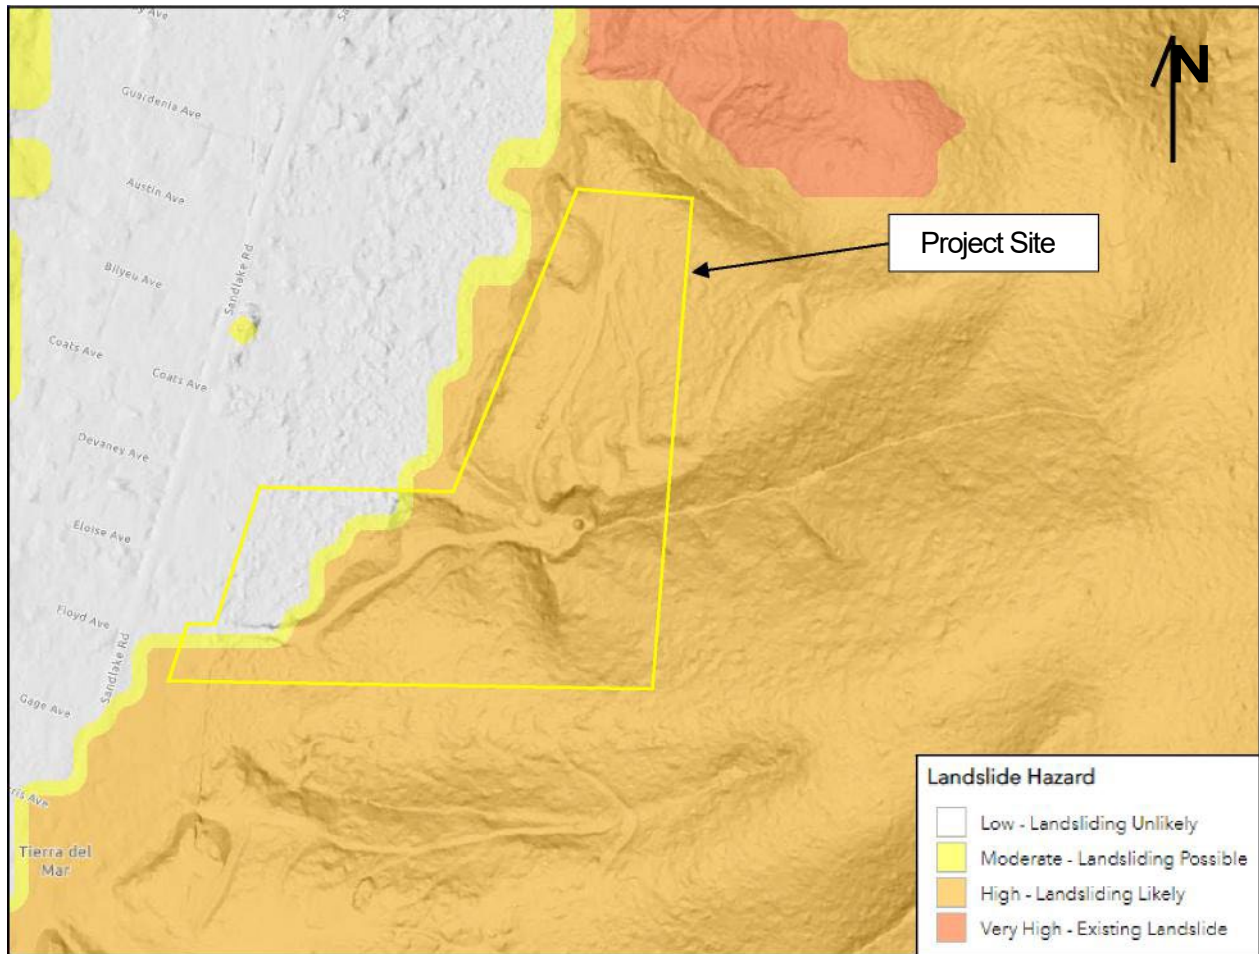 N
Guardenia Ave
Austin Ave
Sandlake Rd
Bilyeu Ave
Coats Ave
Coats Ave
Devaney Ave
Eloise Ave
Floyd Ave
Sandlake Rd
Gage Ave
Tierra del
Mar
Project Site
Landslide Hazard
Low - Landsliding Unlikely
Moderate - Landsliding Possible
High - Landsliding Likely
Very High - Existing Landslide